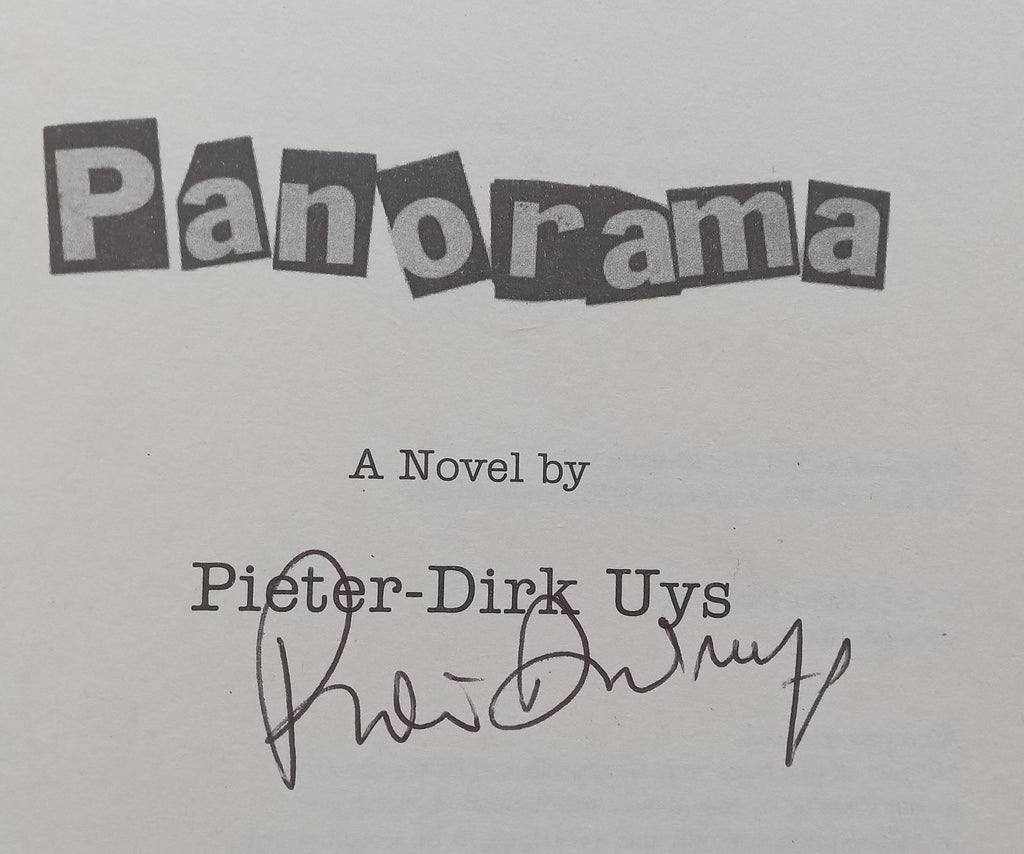 Panorama
A Novel by
Pieter-Dirk Uys